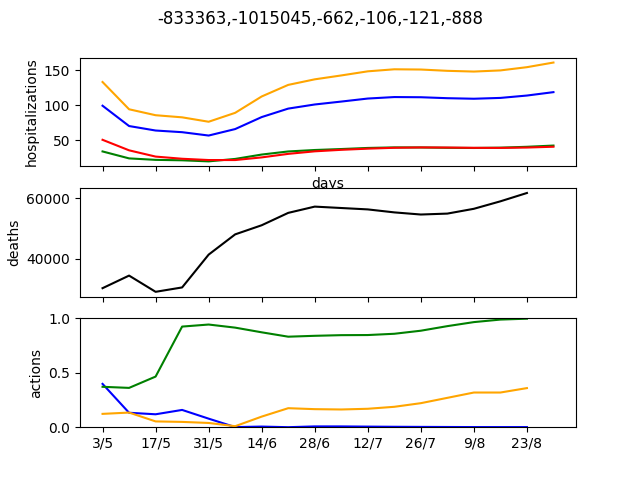 -833363,-1015045,-662,-106,-121,-888
hospitalizations
150
100
50
days
deaths
60000
40000
actions
1.0
0.5
0.0
3/5 17/5 31/5 14/6 28/6 12/7 26/7 9/8 23/8